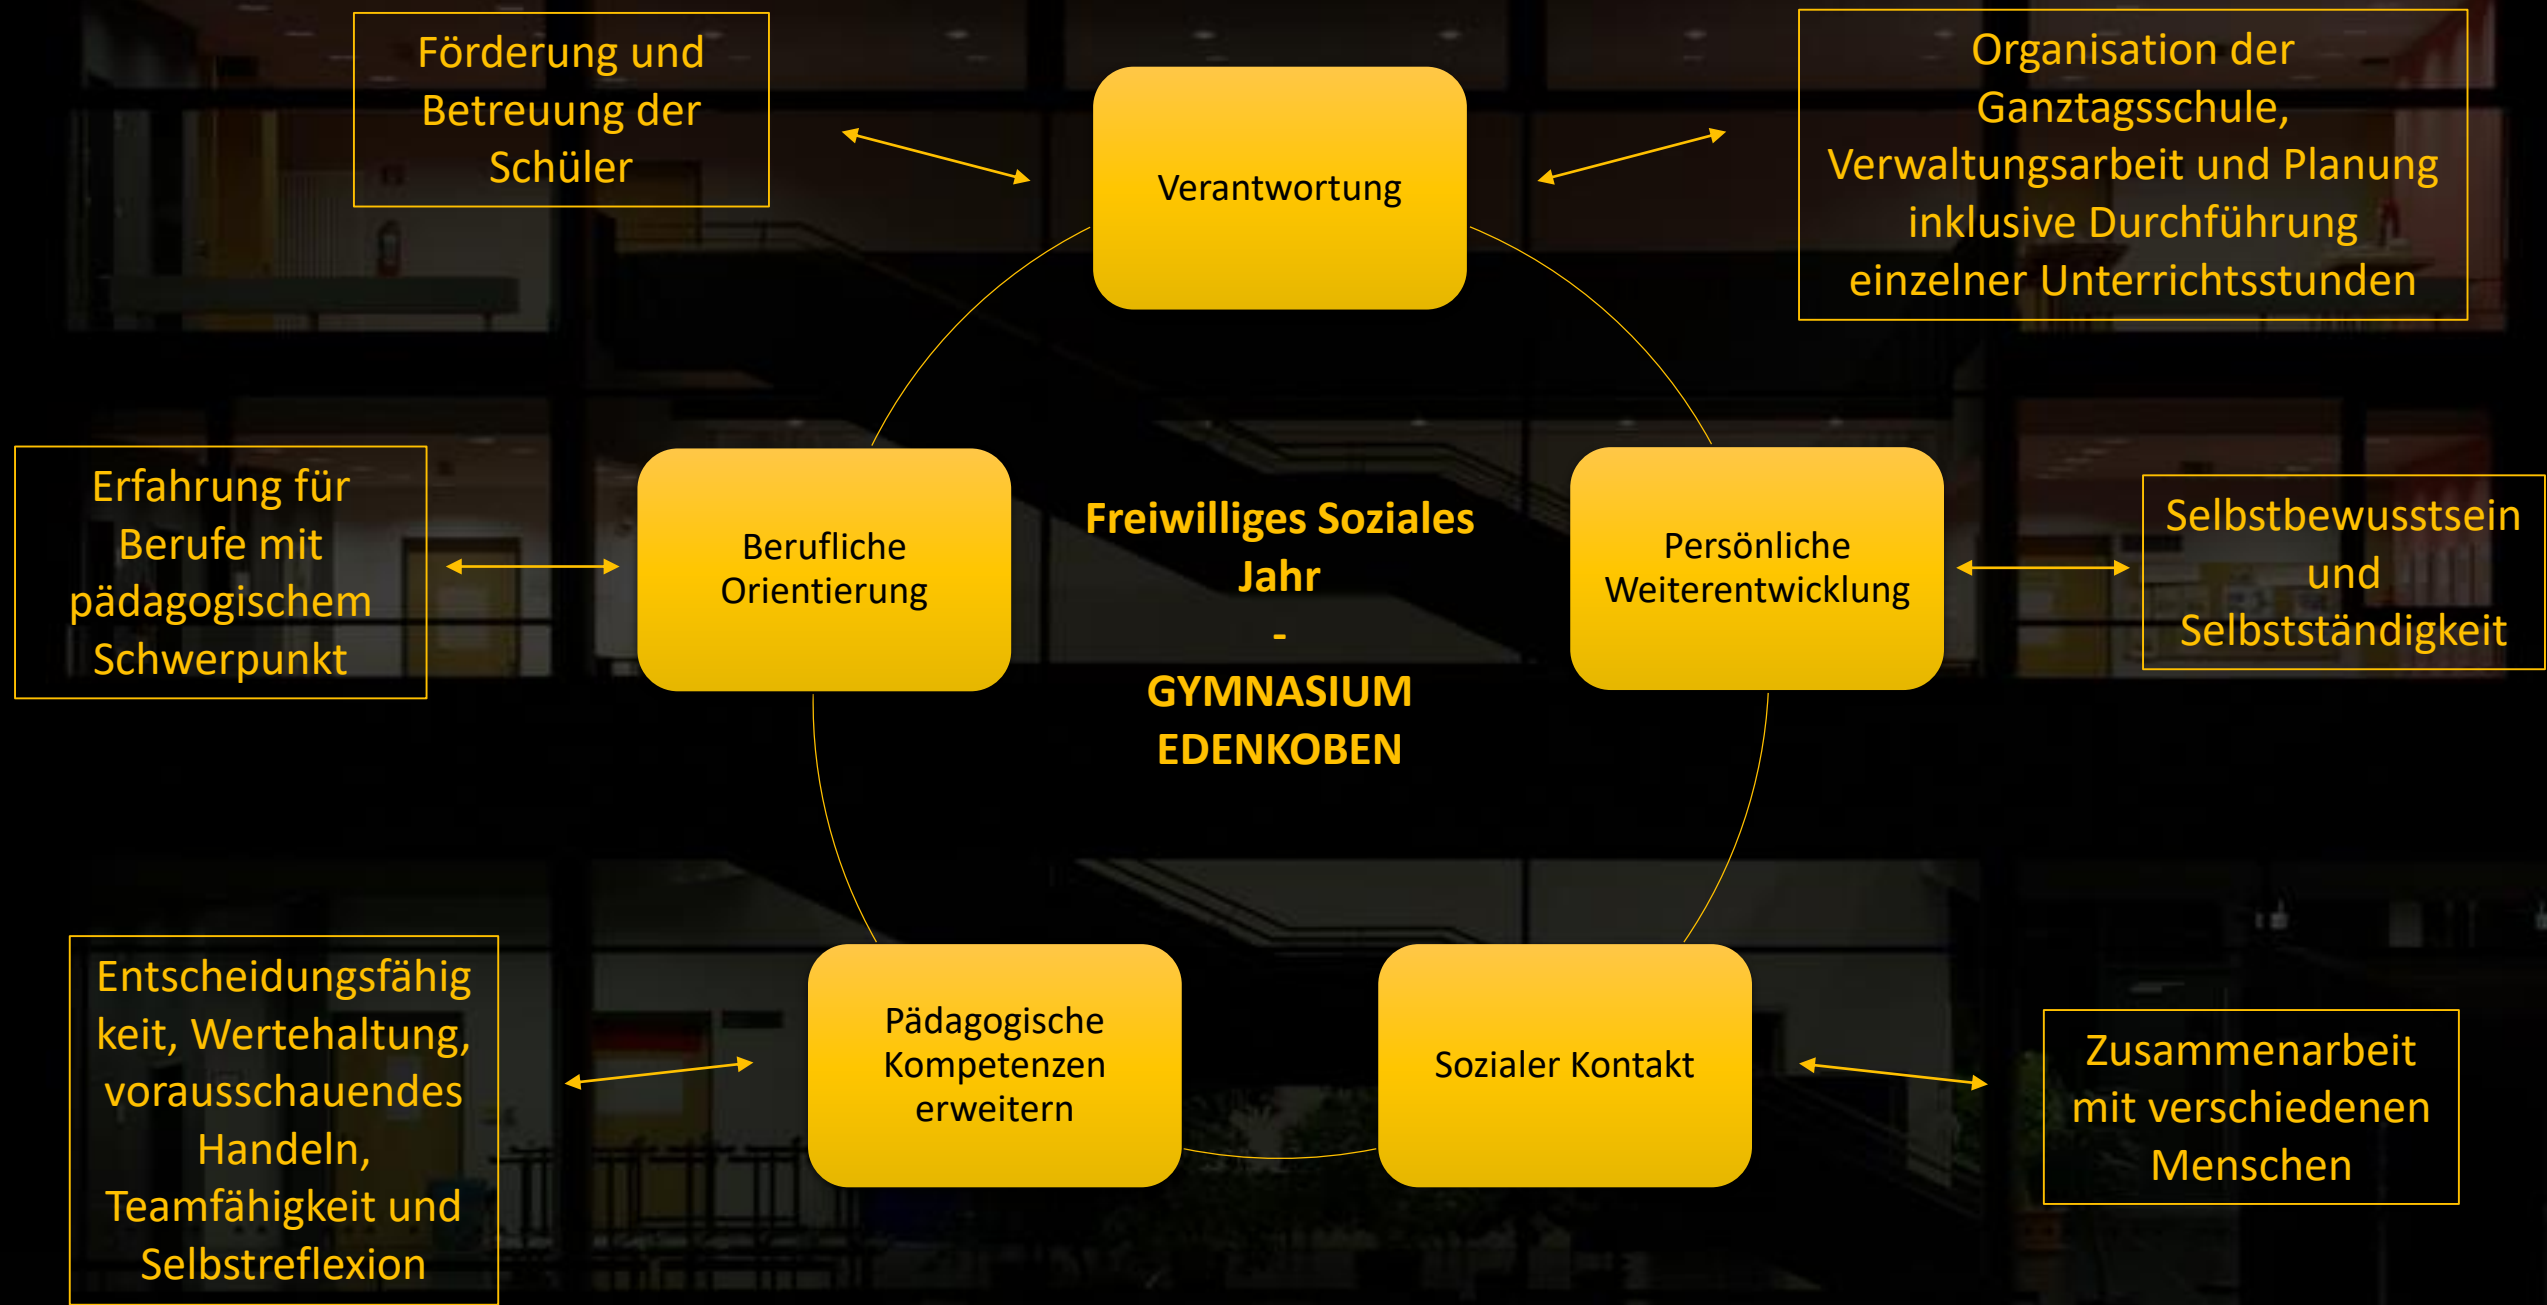 Förderung und
Betreuung der
Schüler
Verantwortung
Organisation der
Ganztagsschule,
Verwaltungsarbeit und Planung
inklusive Durchführung
einzelner Unterrichtsstunden
Erfahrung für
Berufe mit
pädagogischem
Schwerpunkt
Berufliche
Orientierung
Freiwilliges Soziales
Jahr
-
GYMNASIUM
EDENKOBEN
Persönliche
Weiterentwicklung
Selbstbewusstsein
und
Selbstständigkeit
Entscheidungsfähig
keit, Wertehaltung,
vorausschauendes
Handeln,
Teamfähigkeit und
Selbstreflexion
Pädagogische
Kompetenzen
erweitern
Sozialer Kontakt
Zusammenarbeit
mit verschiedenen
Menschen